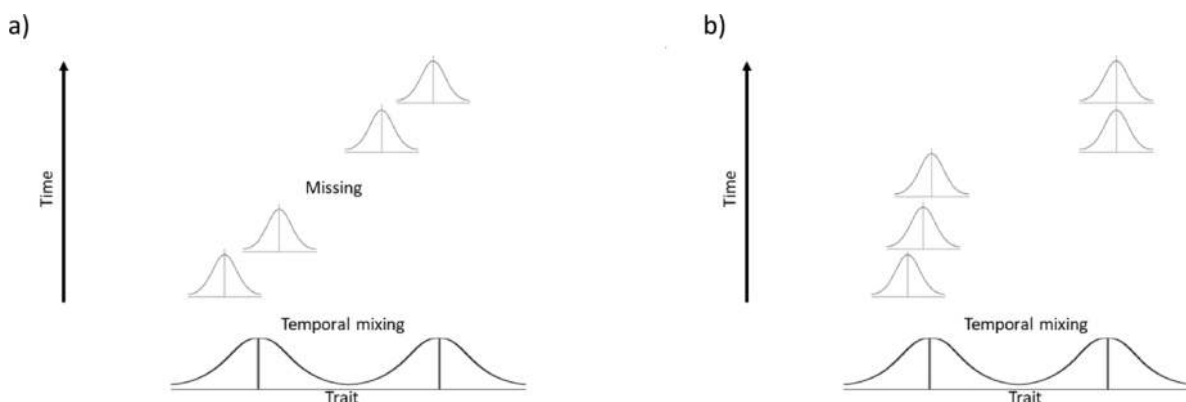 a)
Time
Missing
Temporal mixing
Trait
b)
Time
Temporal mixing
Trait